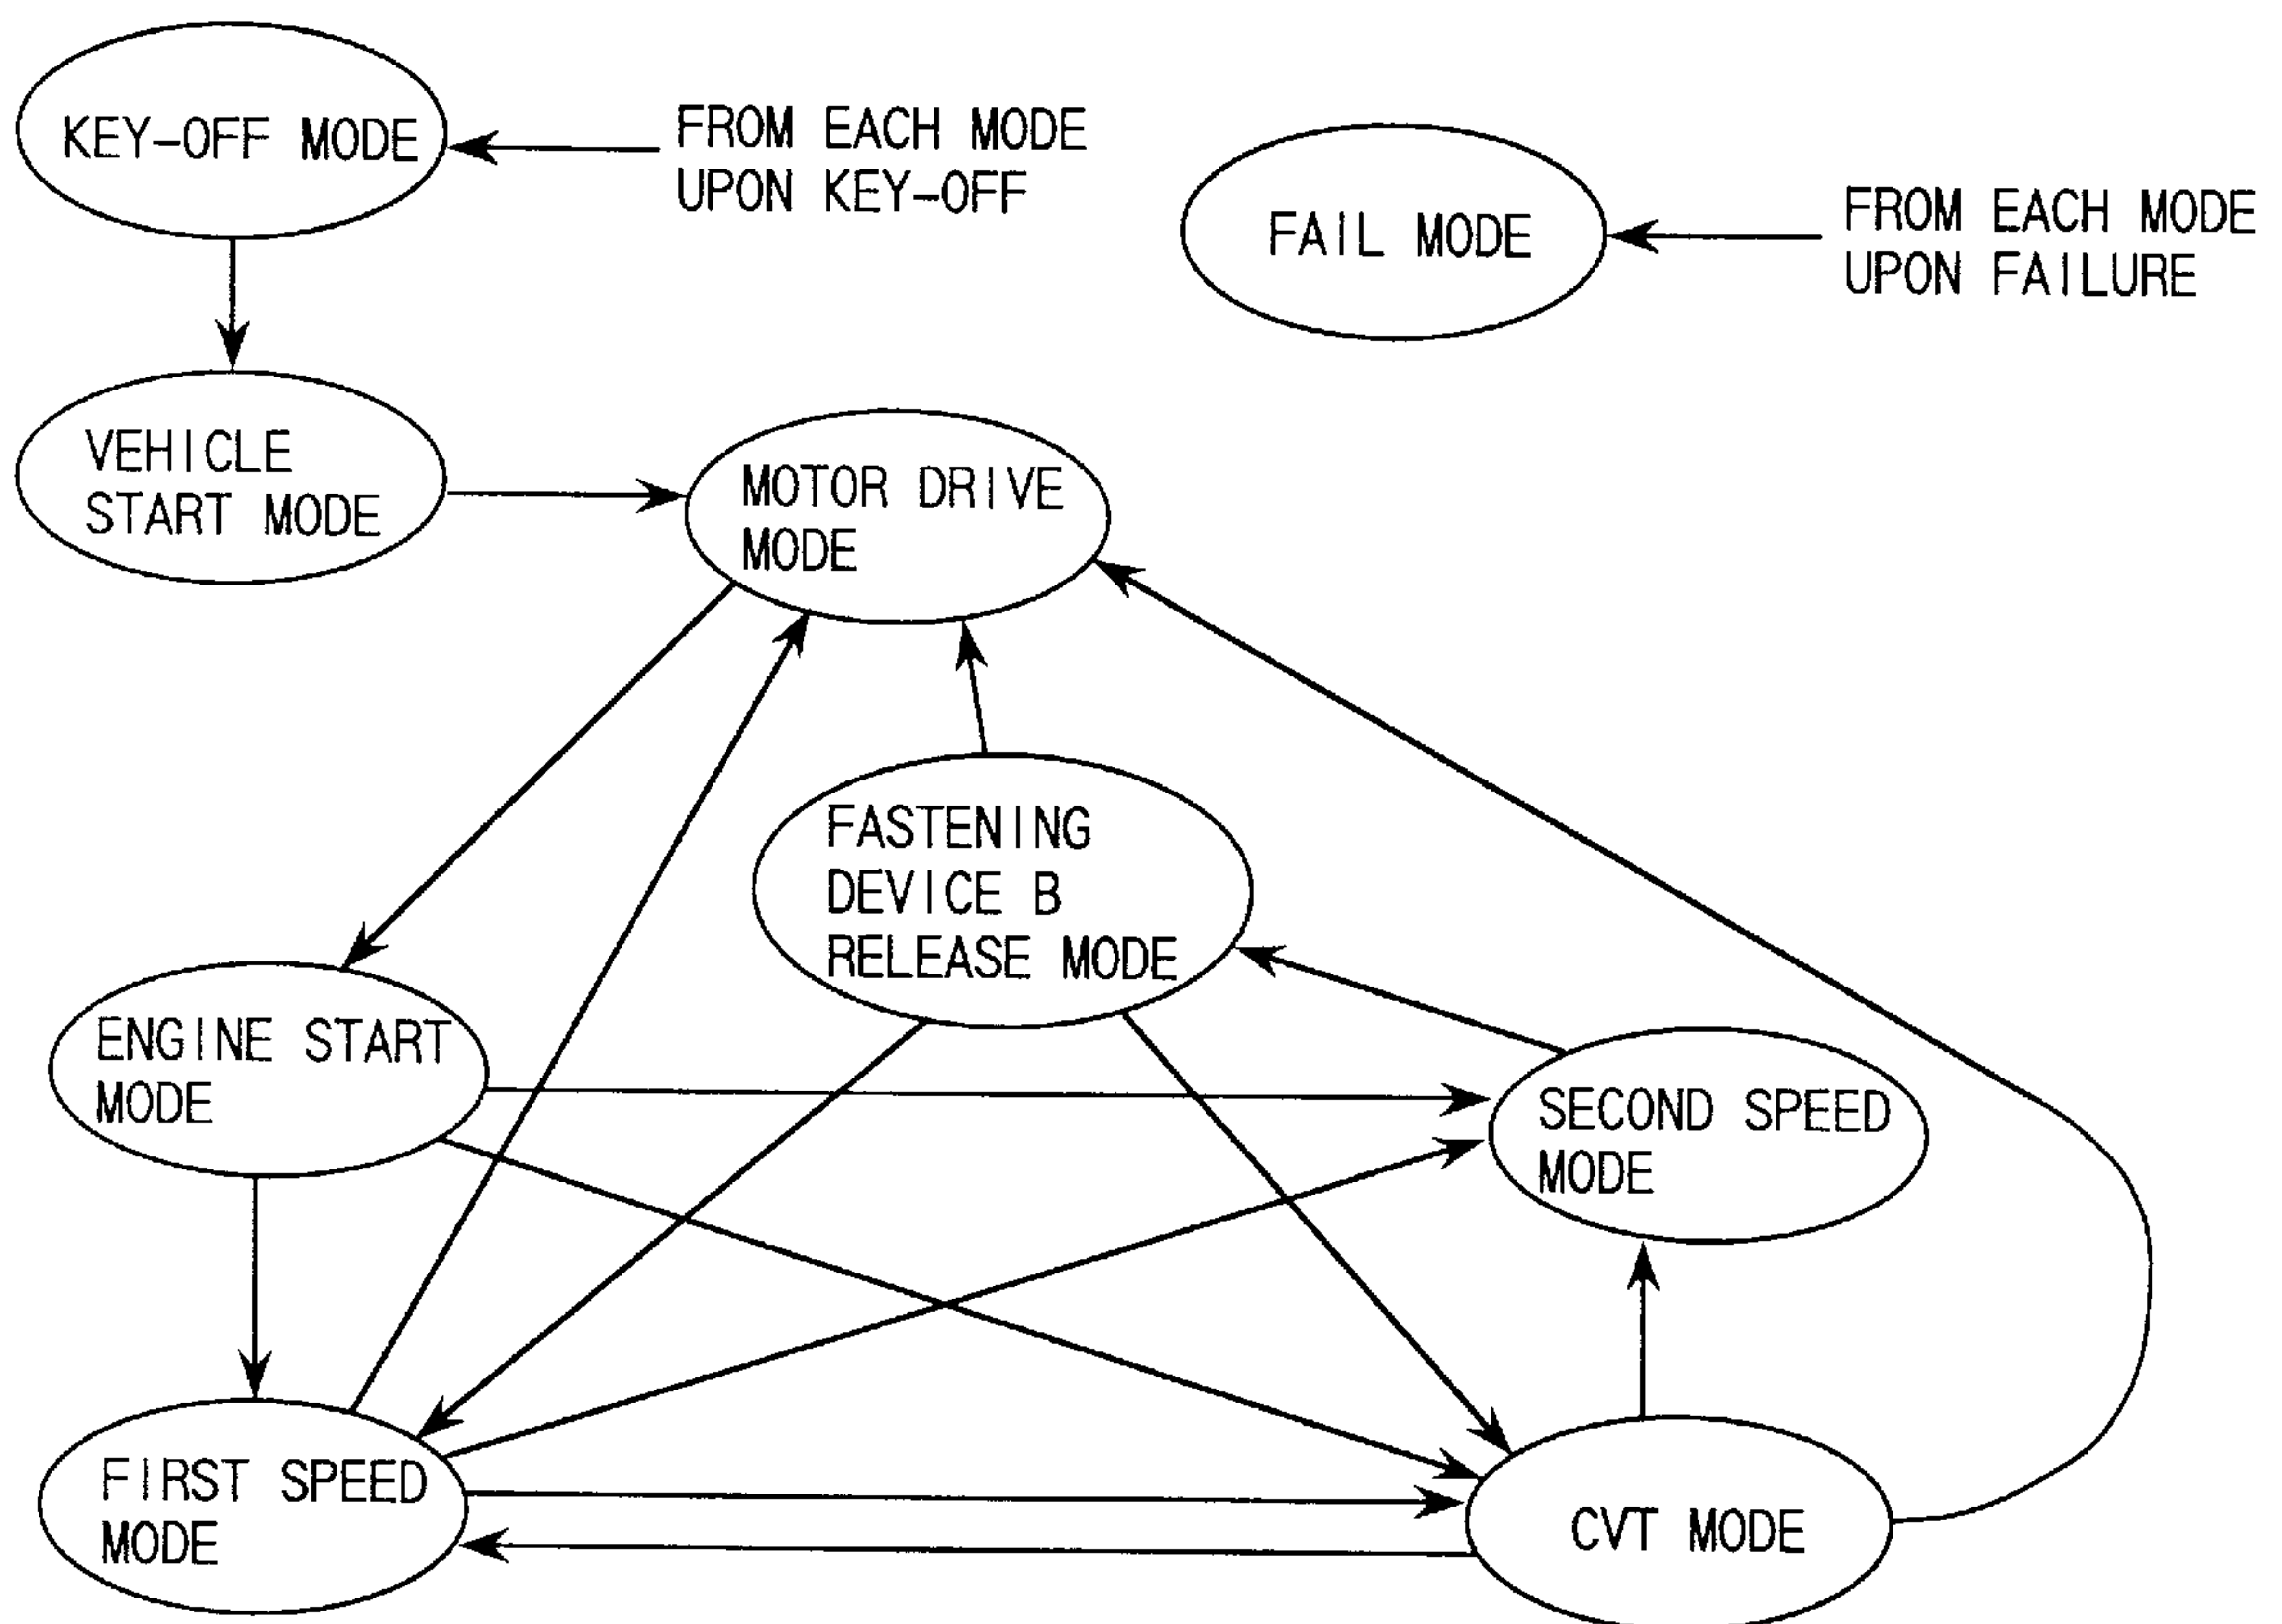 KEY-OFF MODE
FROM EACH MODE
UPON KEY-OFF
FAIL MODE
FROM EACH MODE
UPON FAILURE
VEHICLE
START MODE
MOTOR DRIVE
MODE
FASTENING
DEVICE B
RELEASE MODE
ENGINE START
MODE
SECOND SPEED
MODE
FIRST SPEED
MODE
CVT MODE